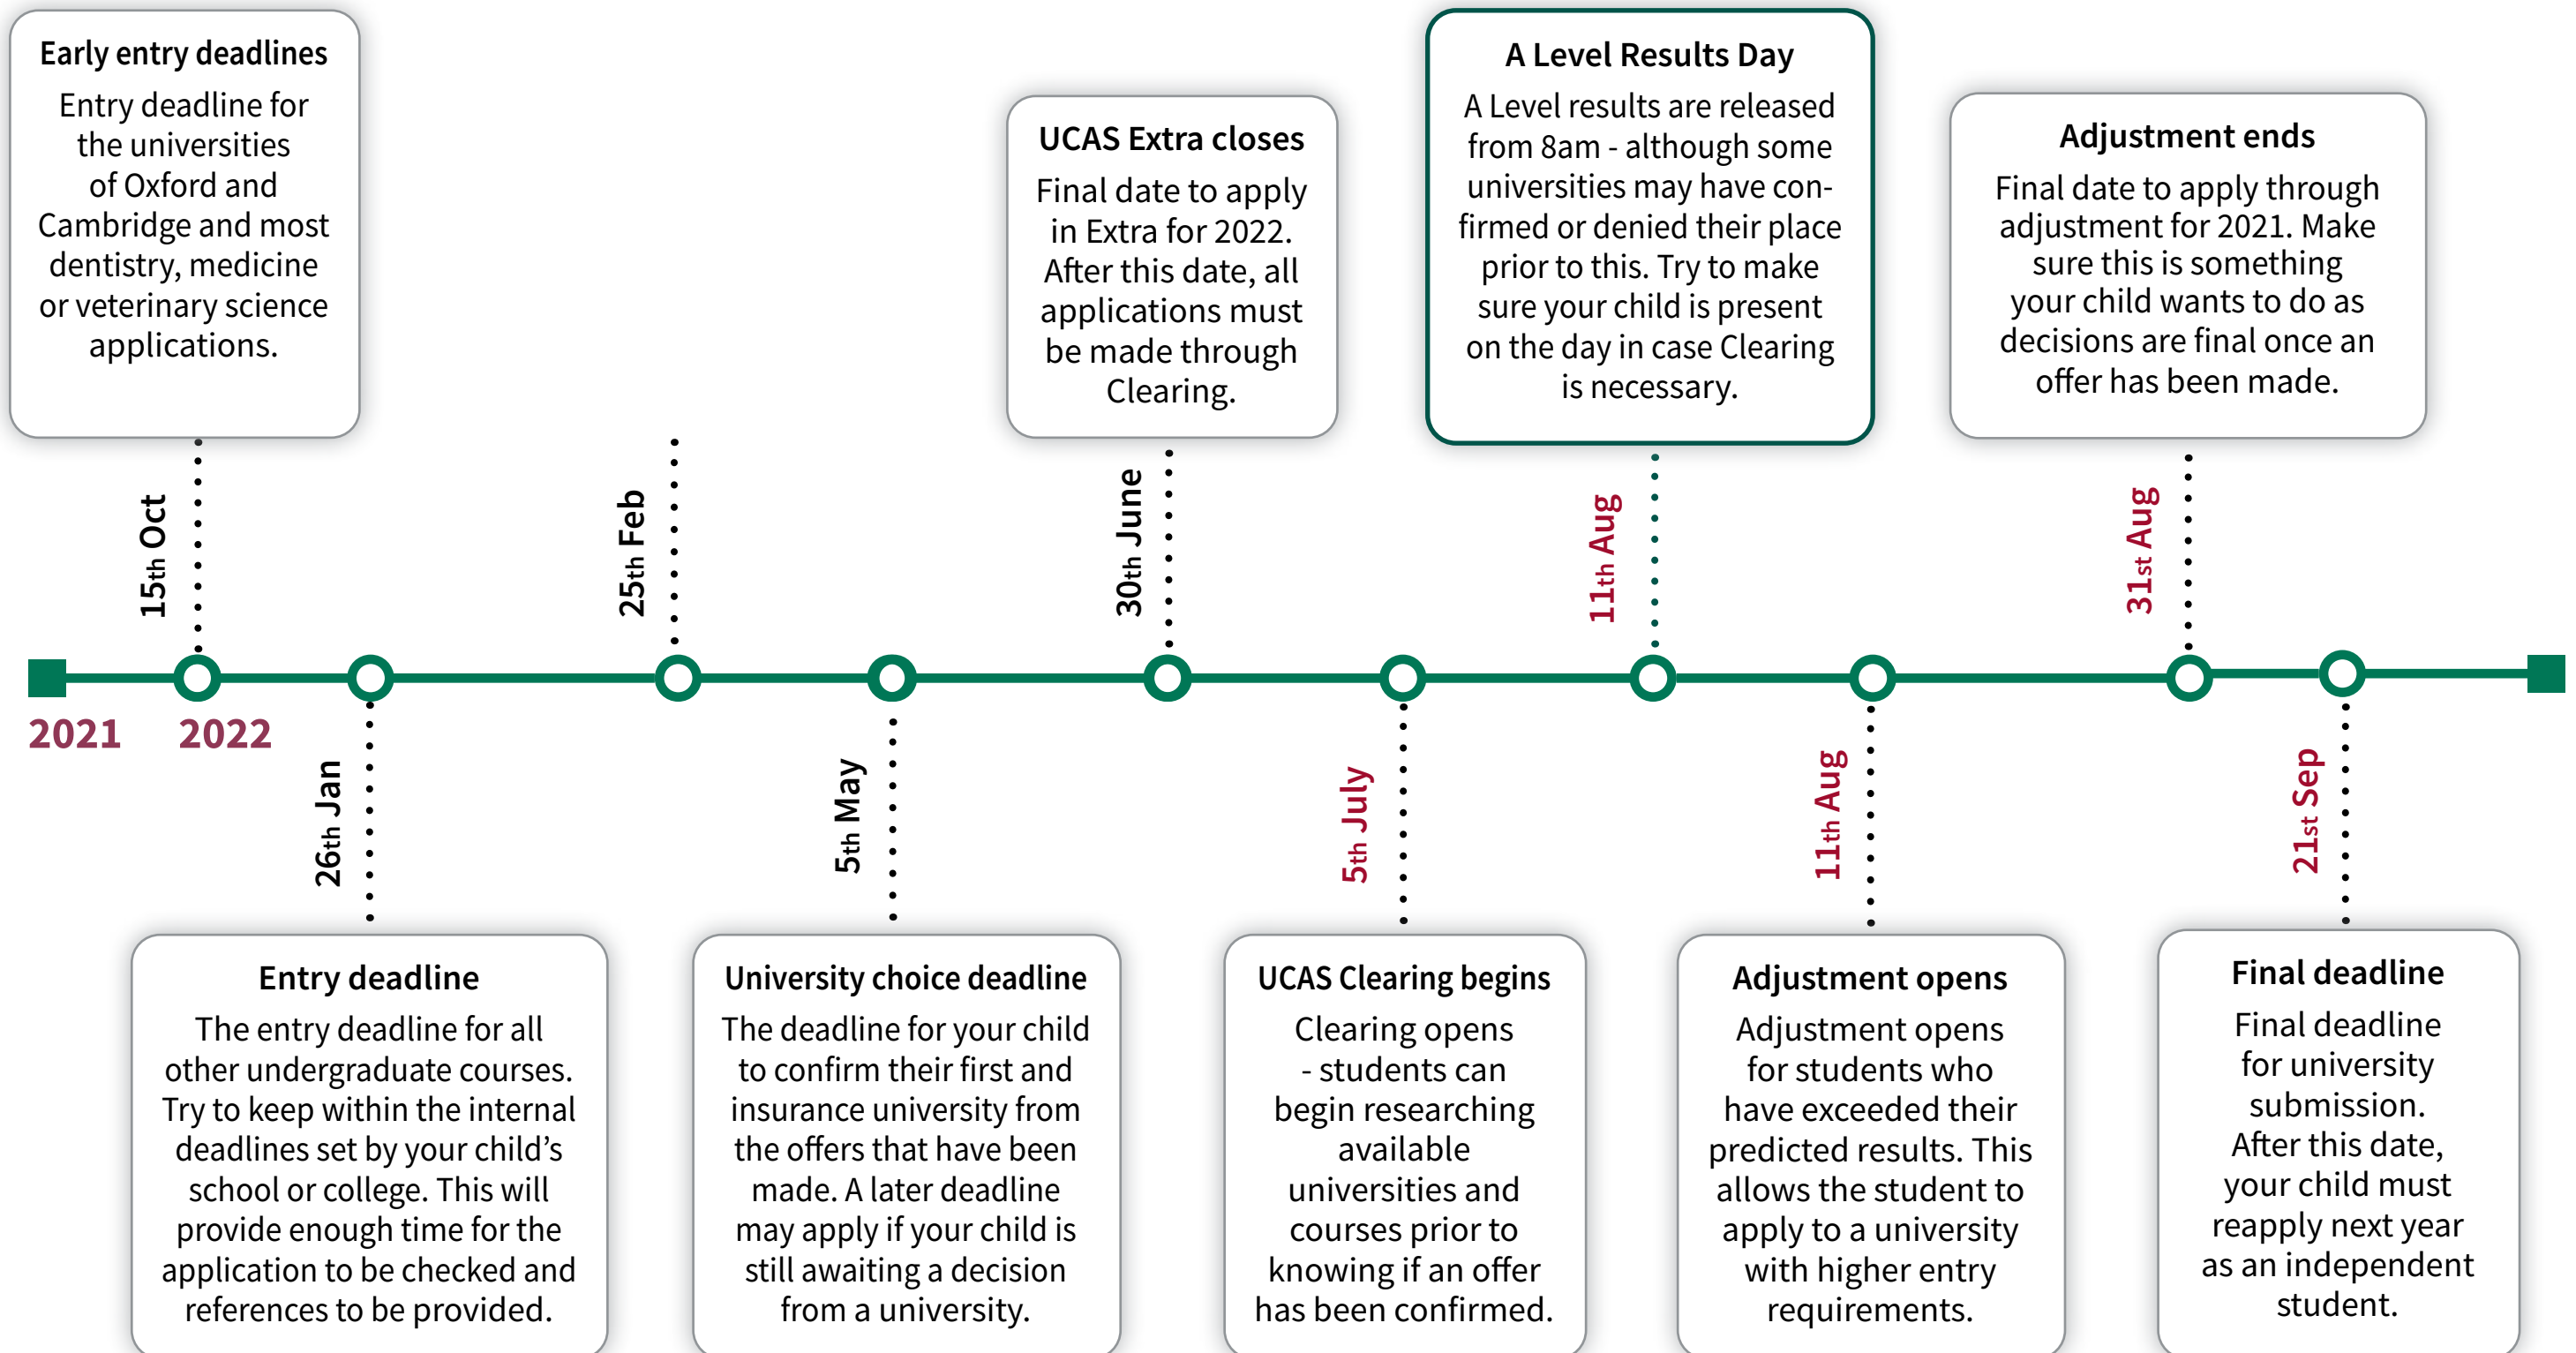 Early entry deadlines
Entry deadline for
the universities
of Oxford and
Cambridge and most
dentistry, medicine
or veterinary science
applications.
UCAS Extra closes
Final date to apply
in Extra for 2022.
After this date, all
applications must
be made through
Clearing.
A Level Results Day
A Level results are released
from 8am - although some
universities may have con-
firmed or denied their place
prior to this. Try to make
sure your child is present
on the day in case Clearing
is necessary.
Adjustment ends
Final date to apply through
adjustment for 2021. Make
sure this is something
your child wants to do as
decisions are final once an
offer has been made.
15th Oct
25th Feb
30th June
11th Aug
31st Aug
2021
2022
26th Jan
5th May
5th July
11th Aug
21st Sep
Entry deadline
The entry deadline for all
other undergraduate courses.
Try to keep within the internal
deadlines set by your child’s
school or college. This will
provide enough time for the
application to be checked and
references to be provided.
University choice deadline
The deadline for your child
to confirm their first and
insurance university from
the offers that have been
made. A later deadline
may apply if your child is
still awaiting a decision
from a university.
UCAS Clearing begins
Clearing opens
- students can
begin researching
available
universities and
courses prior to
knowing if an offer
has been confirmed.
Adjustment opens
Adjustment opens
for students who
have exceeded their
predicted results. This
allows the student to
apply to a university
with higher entry
requirements.
Final deadline
Final deadline
for university
submission.
After this date,
your child must
reapply next year
as an independent
student.